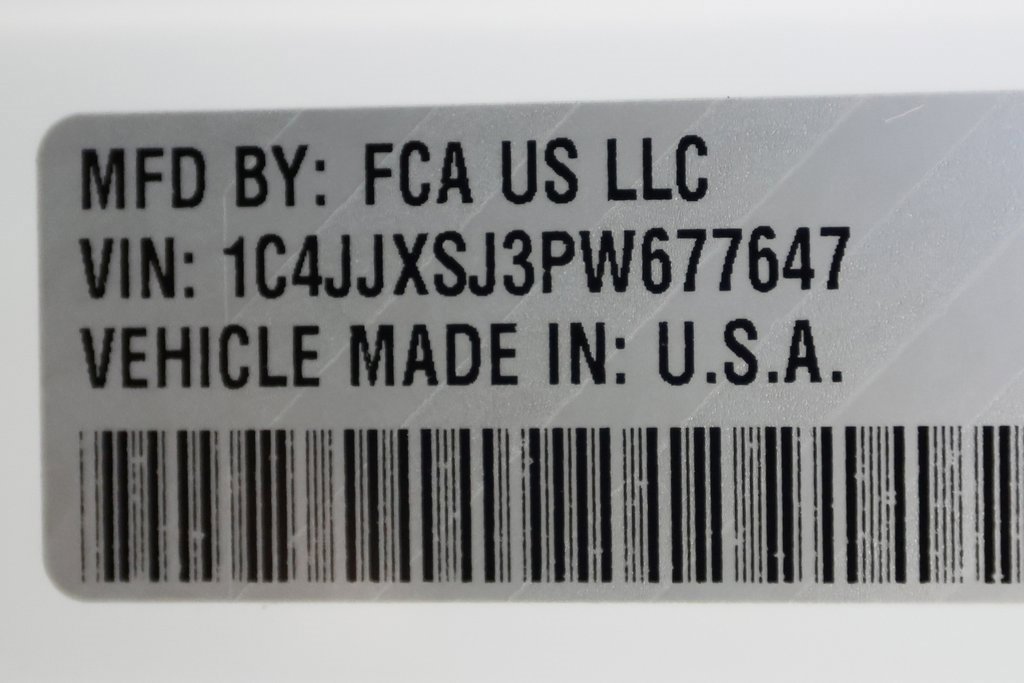 MFD BY: FCA US LLC
VIN: 1C4JJXSJ3PW677647
VEHICLE MADE IN: U.S.A.